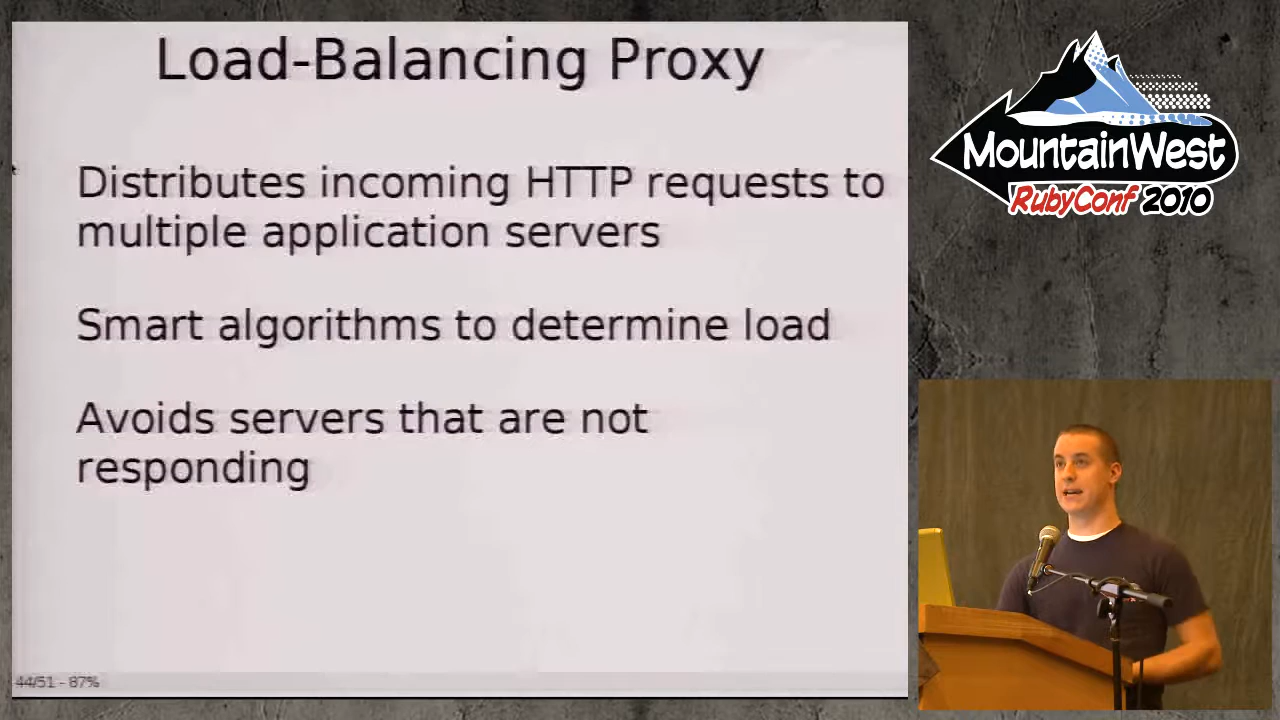 Load-Balancing Proxy
Distributes incoming HTTP requests to
multiple application servers
Smart algorithms to determine load
Avoids servers that are not
responding
44/51 - 87%
MountainWest
RubyConf 2010